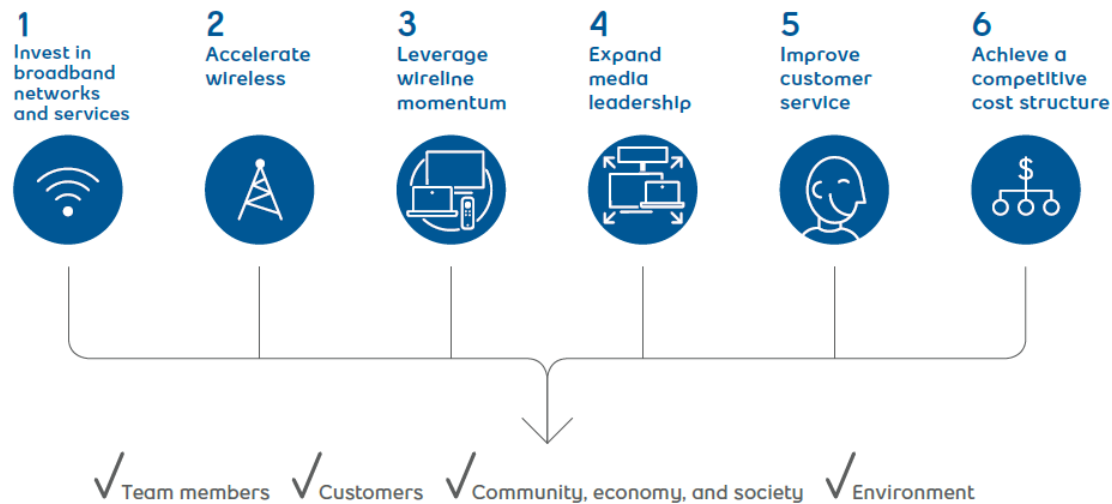 1
Invest in
broadband
networks
and services
2
Accelerate
wireless
3
Leverage
wireline
momentum
4
Expand
media
leadership
5
Improve
customer
service
6
Achieve a
competitive
cost structure
$
Team members
Customers
Community, economy, and society
Environment